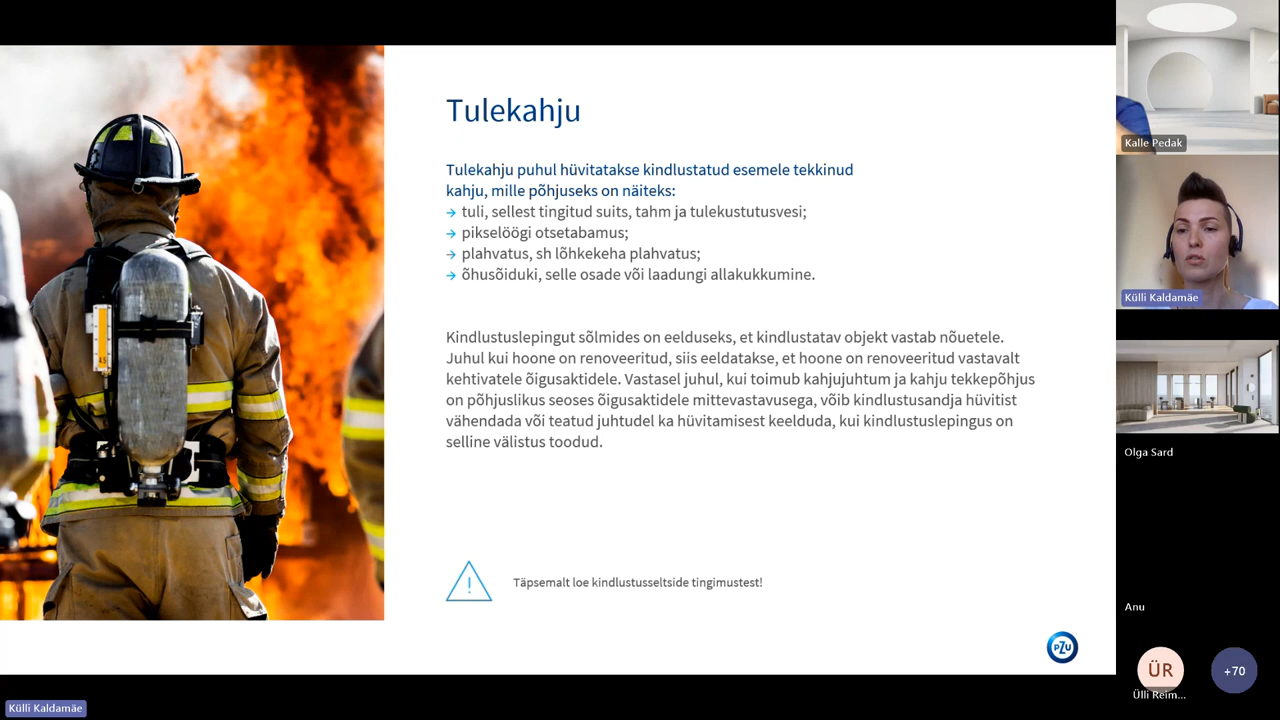 Tulekahju
Tulekahju puhul hüvitatakse kindlustatud esemele tekkinud
kahju, mille põhjuseks on näiteks:
→ tuli, sellest tingitud suits, tahm ja tulekustutusvesi;
→ pikselöögi otsetabamus;
→ plahvatus, sh lõhkekeha plahvatus;
→ õhusõiduki, selle osade või laadungi allakukkumine.
Kindlustuslepingut sõlmides on eelduseks, et kindlustatav objekt vastab nõuetele.
Juhul kui hoone on renoveeritud, siis eeldatakse, et hoone on renoveeritud vastavalt
kehtivatele õigusaktidele. Vastasel juhul, kui toimub kahjujuhtum ja kahju tekkepõhjus
on põhjuslikus seoses õigusaktidele mittevastavusega, võib kindlustusandja hüvitist
vähendada või teatud juhtudel ka hüvitamisest keelduda, kui kindlustuslepingus on
selline välistus toodud.
! Täpsemalt loe kindlustusseltside tingimustest!
PZU
Külli Kaldamäe
Kalle Pedak
Külli Kaldamäe
Olga Sard
Anu
ÜR
Ülli Reim...
+70